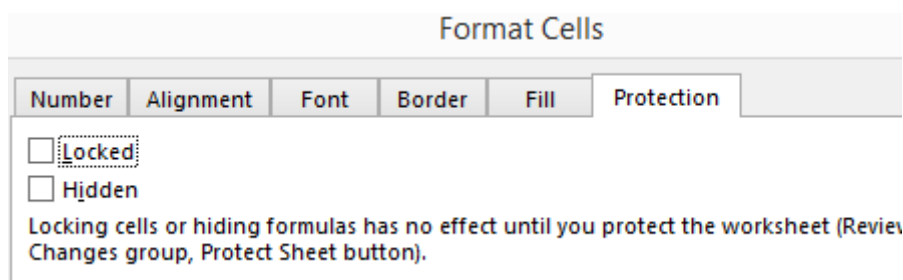 Format Cells
Number Alignment Font Border Fill Protection
Locked
Hidden
Locking cells or hiding formulas has no effect until you protect the worksheet
Changes group, Protect Sheet button).